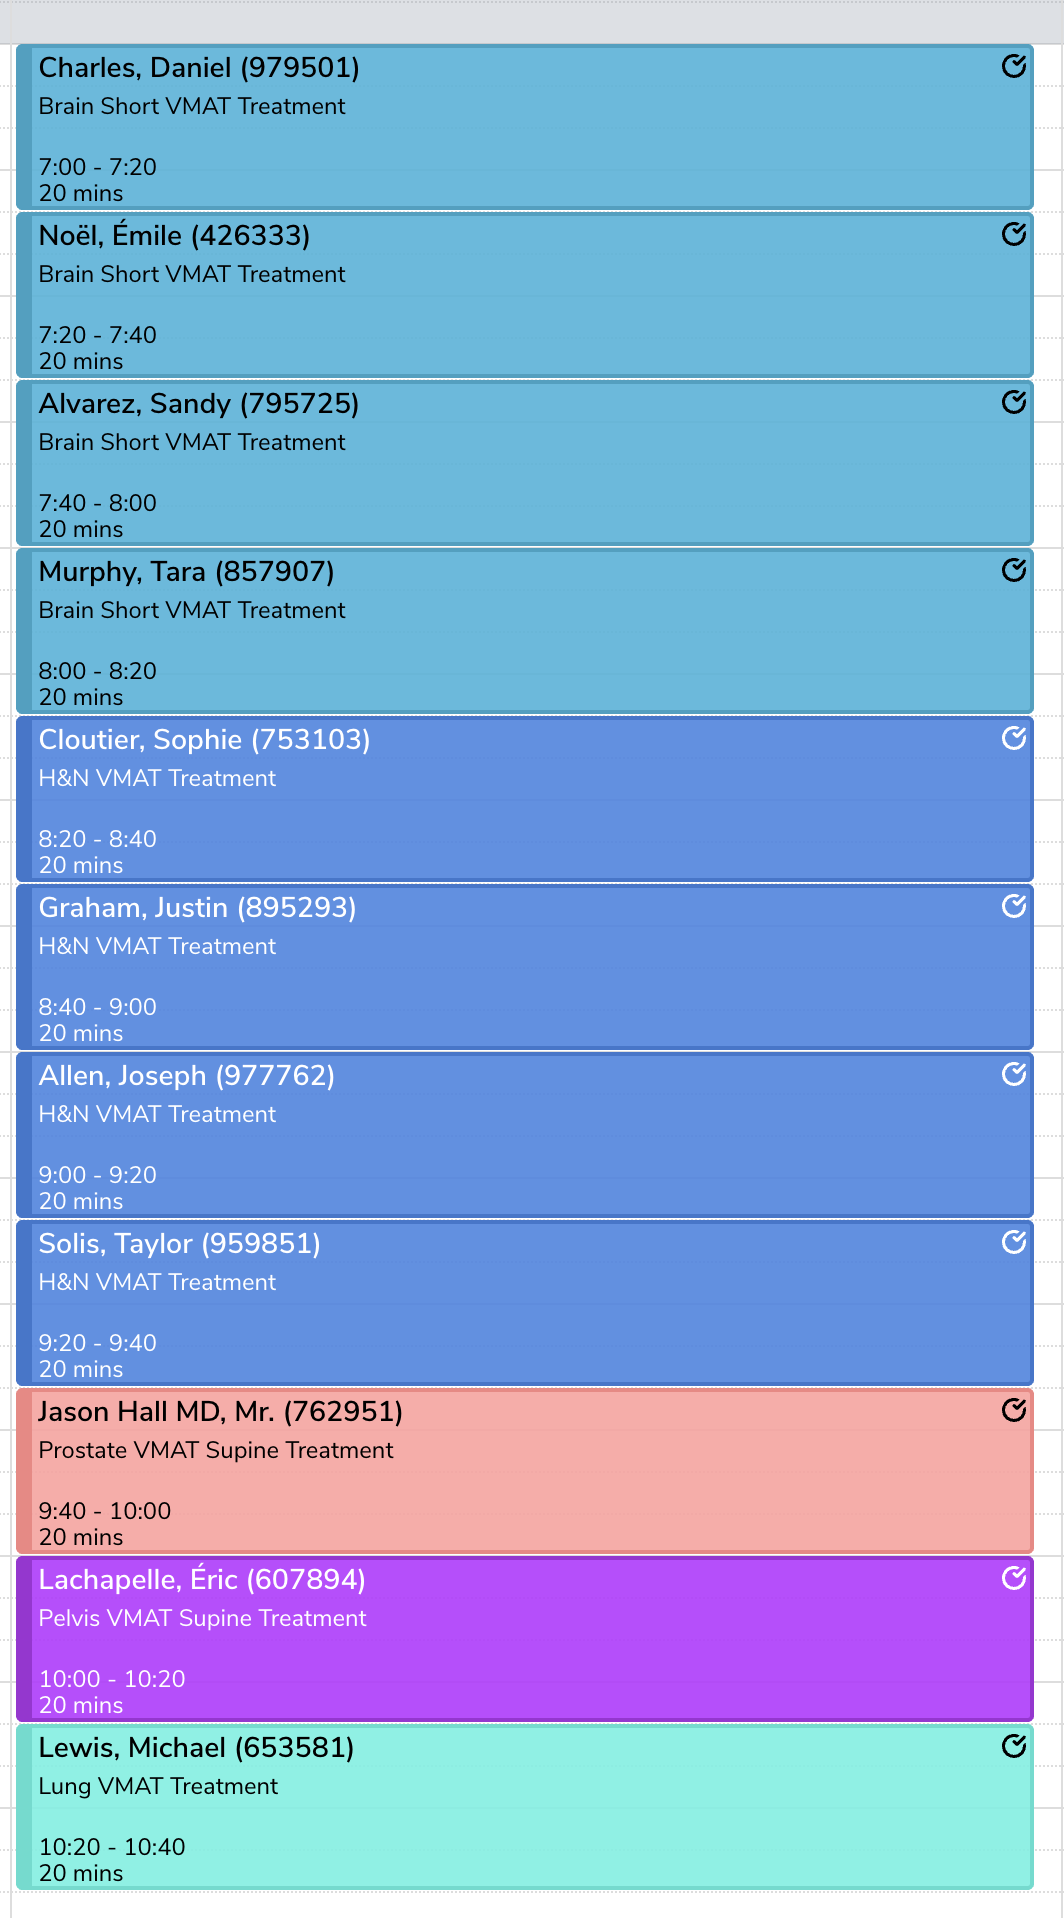 Charles, Daniel (979501)
Brain Short VMAT Treatment
7:00 - 7:20
20 mins
Noël, Émile (426333)
Brain Short VMAT Treatment
7:20 - 7:40
20 mins
Alvarez, Sandy (795725)
Brain Short VMAT Treatment
7:40 - 8:00
20 mins
Murphy, Tara (857907)
Brain Short VMAT Treatment
8:00 - 8:20
20 mins
Cloutier, Sophie (753103)
H&N VMAT Treatment
8:20 - 8:40
20 mins
Graham, Justin (895293)
H&N VMAT Treatment
8:40 - 9:00
20 mins
Allen, Joseph (977762)
H&N VMAT Treatment
9:00 - 9:20
20 mins
Solis, Taylor (959851)
H&N VMAT Treatment
9:20 - 9:40
20 mins
Jason Hall MD, Mr. (762951)
Prostate VMAT Supine Treatment
9:40 - 10:00
20 mins
Lachapelle, Éric (607894)
Pelvis VMAT Supine Treatment
10:00 - 10:20
20 mins
Lewis, Michael (653581)
Lung VMAT Treatment
10:20 - 10:40
20 mins